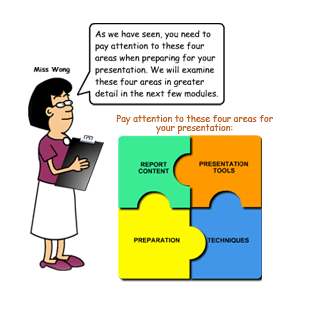 As we have seen, you need to
pay attention to these four
areas when preparing for your
presentation. We will examine
these four areas in greater
detail in the next few modules.
Miss Wong
Pay attention to these four areas for
your presentation:
REPORT
CONTENT
PRESENTATION
TOOLS
PREPARATION
TECHNIQUES